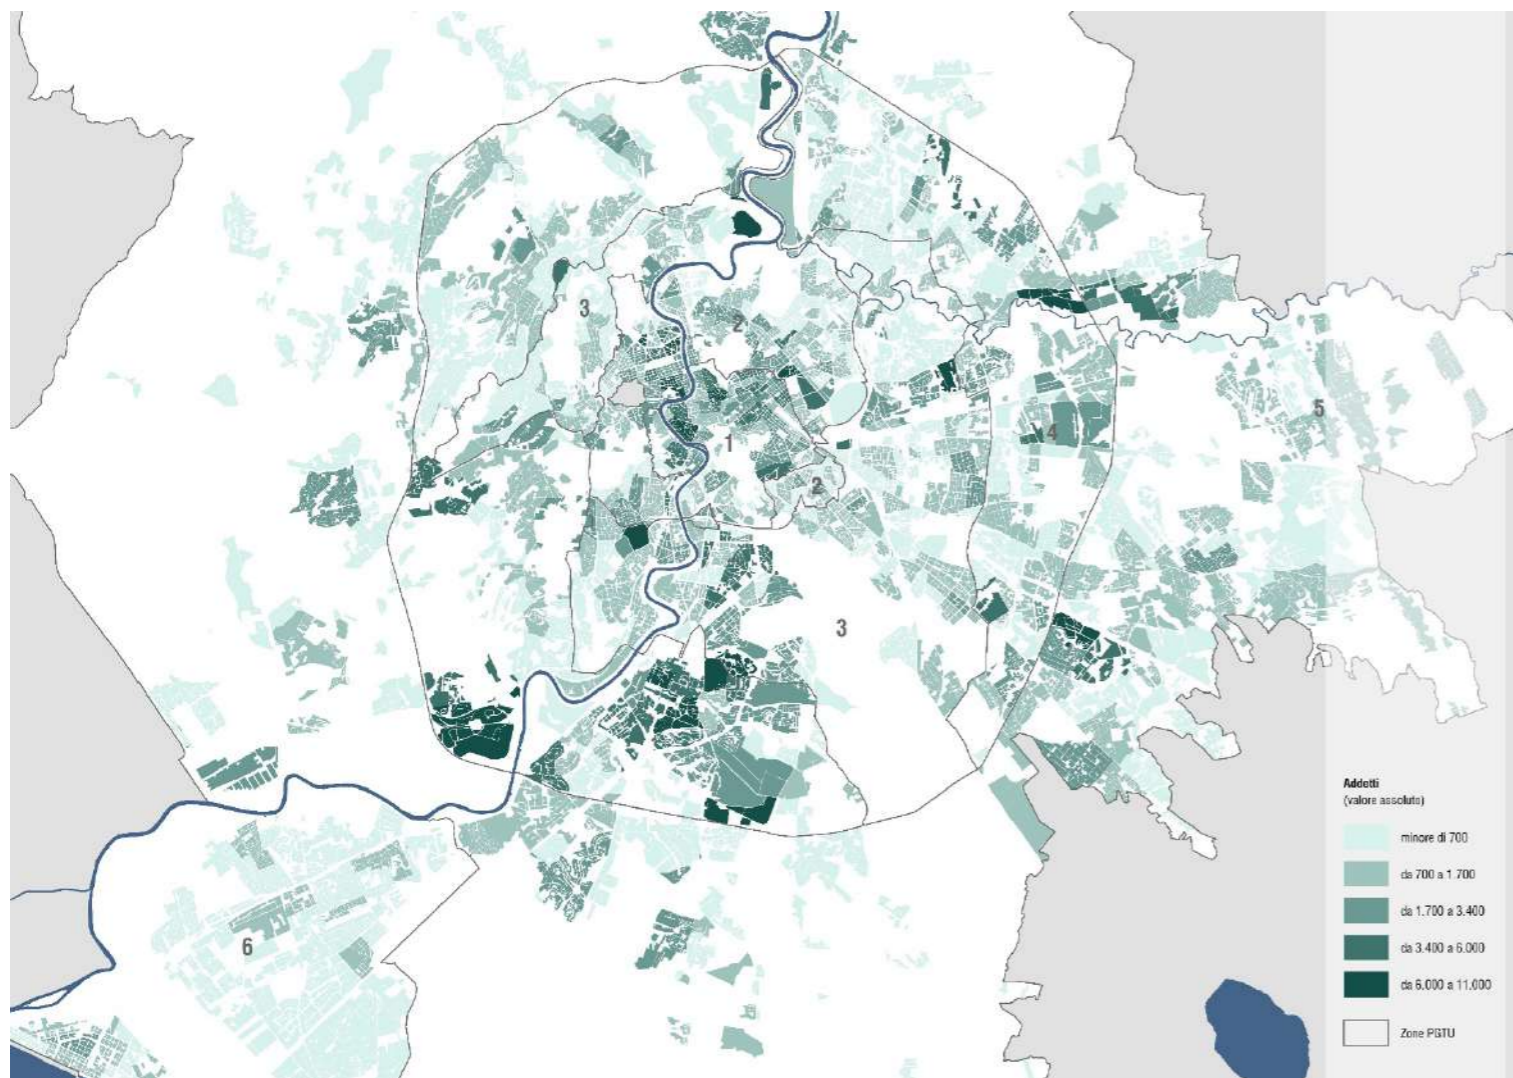 3
2
5
4
1
2
3
6
Addetti
(valore assoluto)
minore di 700
da 700 a 1.700
da 1.700 a 3.400
da 3.400 a 6.000
da 6.000 a 11.000
Zone PGTU